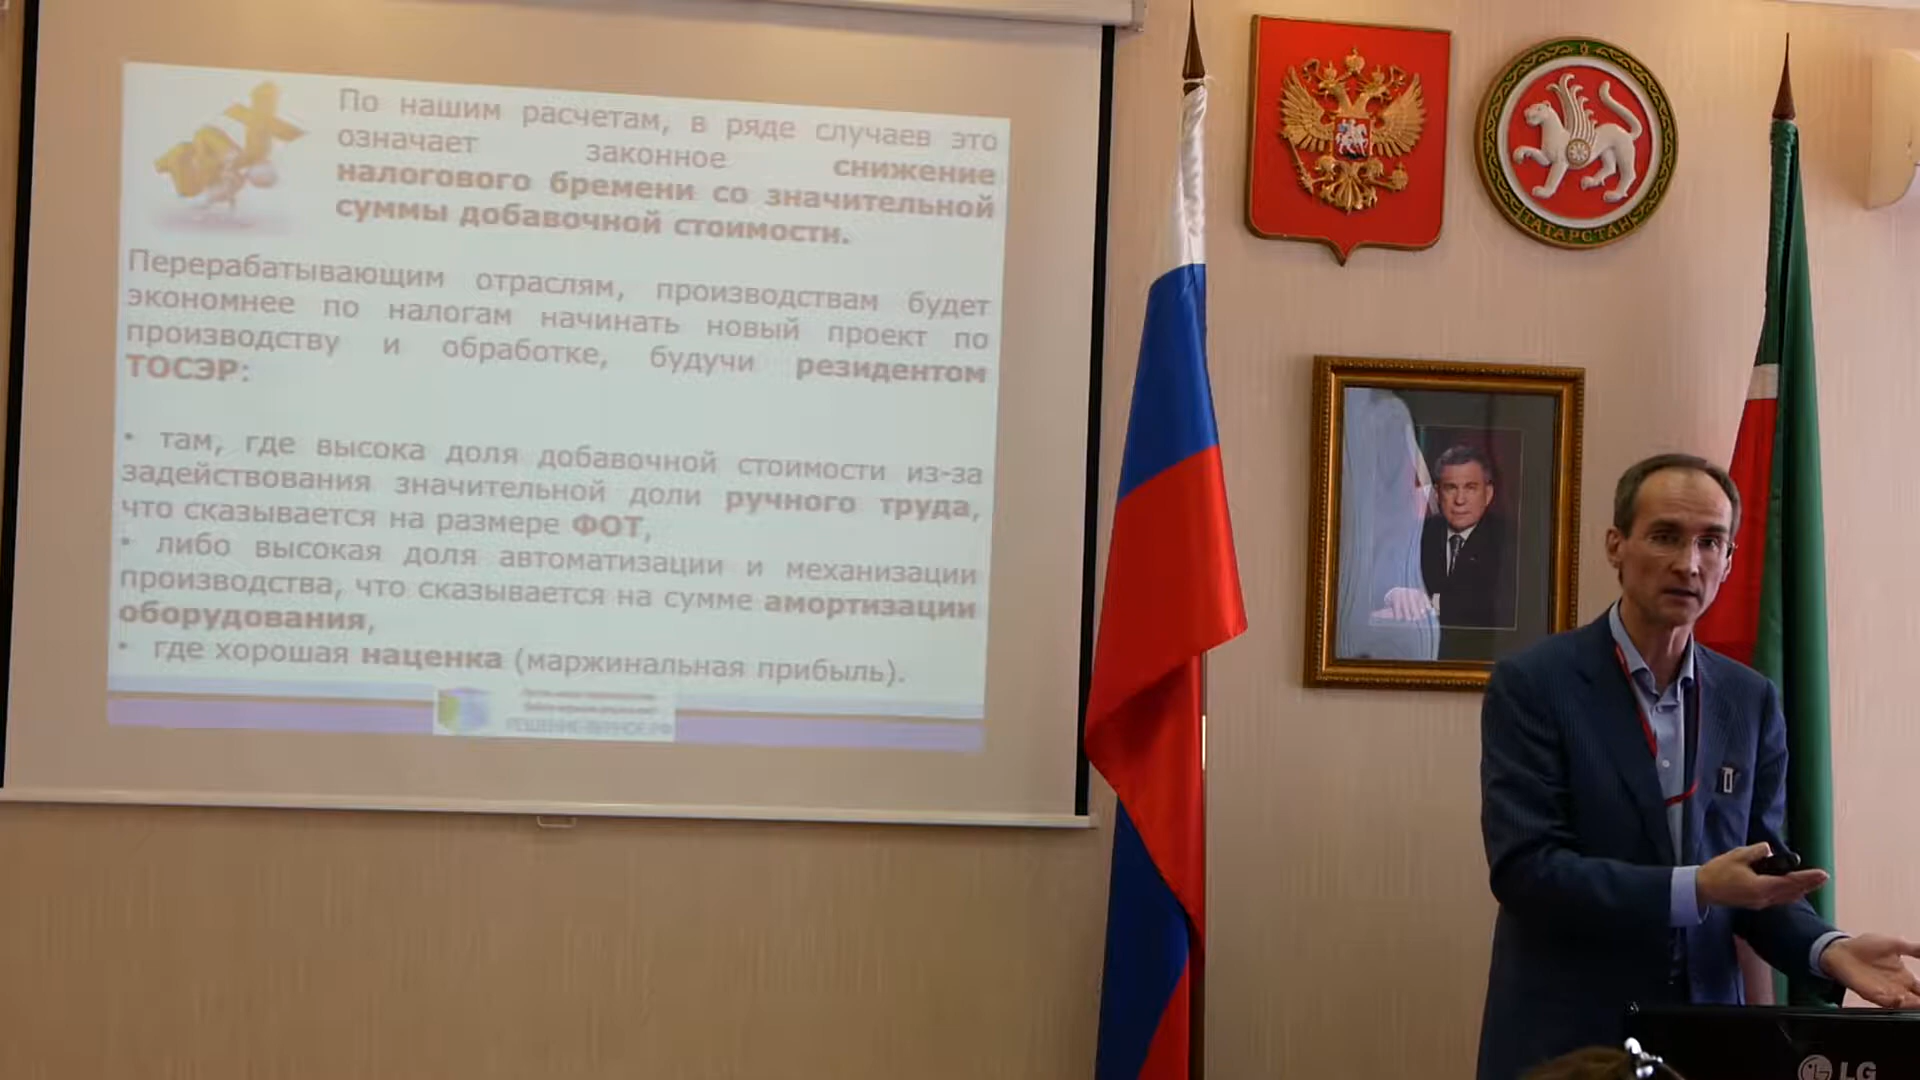 TAX
По нашим расчетам, в ряде случаев это
означает законное снижение
налогового бремени со значительной
суммы добавочной стоимости.
Перерабатывающим отраслям, производствам будет
экономнее по налогам начинать новый проект по
производству и обработке, будучи резидентом
ТОСЭР:
• там, где высока доля добавочной стоимости из-за
задействования значительной доли ручного труда,
что сказывается на размере ФОТ,
• либо высокая доля автоматизации и механизации
производства, что сказывается на сумме амортизации
оборудования,
• где хорошая наценка (маржинальная прибыль).
ТАТАРСТАН
LG